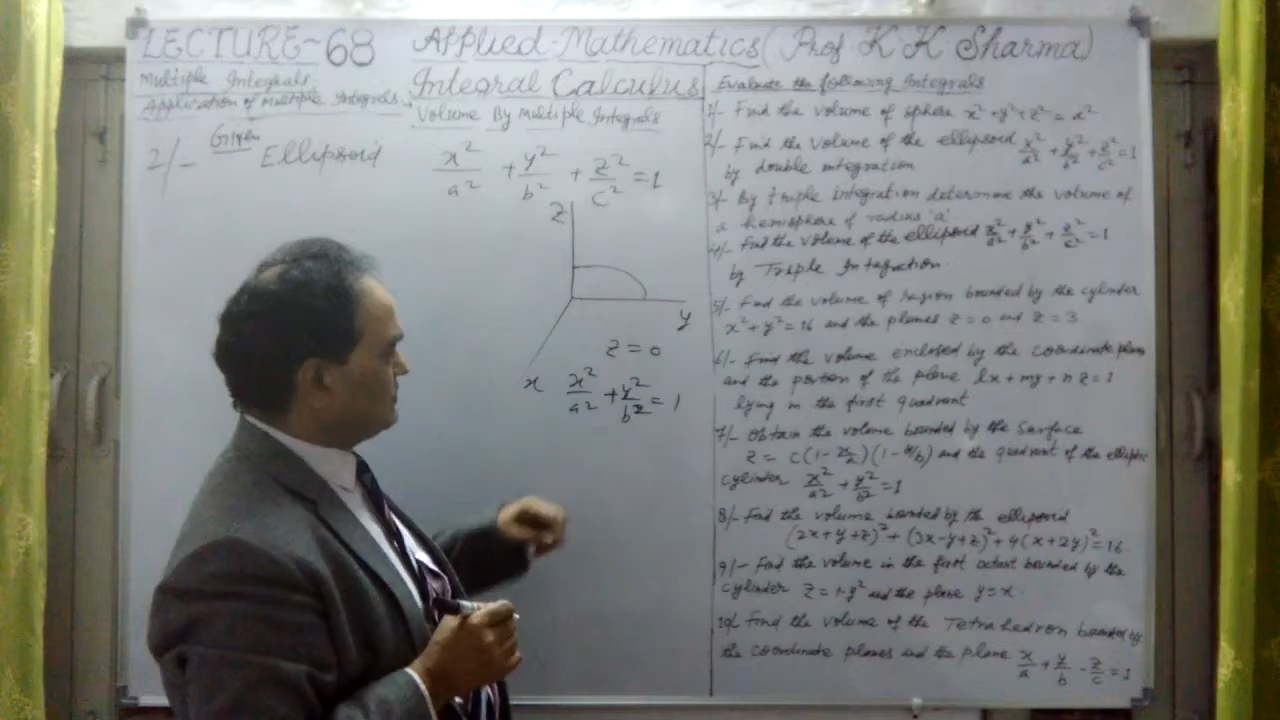 LECTURE-68
Applied-Mathematics (Prof K K Sharma)
Multiple Integrals.
Application of Multiple Integrals.
Integral Calculus
Volume By Multiple Integrals
2/- Given Ellipsoid x²/a² + y²/b² + z²/c² = 1
z
y
x
z = 0
x²/a² + y²/b² = 1
Evaluate the following Integrals
1/- Find the volume of sphere x² + y² + z² = a²
2/- Find the Volume of the ellipsoid x²/a² + y²/b² + z²/c² = 1
by double integration
3/- By triple integration determine the volume of
a hemisphere of radius 'a'.
4/- Find the volume of the ellipsoid x²/a² + y²/b² + z²/c² = 1
by Triple Integration.
5/- Find the volume of region bounded by the cylinder
x² + y² = 16 and the planes z = 0 and z = 3
6/- Find the volume enclosed by the coordinate planes
and the portion of the plane lx + my + nz = 1
lying in the first quadrant
7/- Obtain the volume bounded by the surface
z = c(1 - x/a)(1 - y/b) and the quadrant of the elliptic
cylinder x²/a² + y²/b² = 1
8/- Find the volume bounded by the ellipsoid
(2x+y+z)² + (3x-y+z)² + 4(x+2y)² = 16.
9/- Find the volume in the first octant bounded by the
cylinder z = 1-y² and the plane y = x.
10/- Find the volume of the Tetrahedron bounded by
the coordinate planes and the plane x/a + y/b - z/c = 1